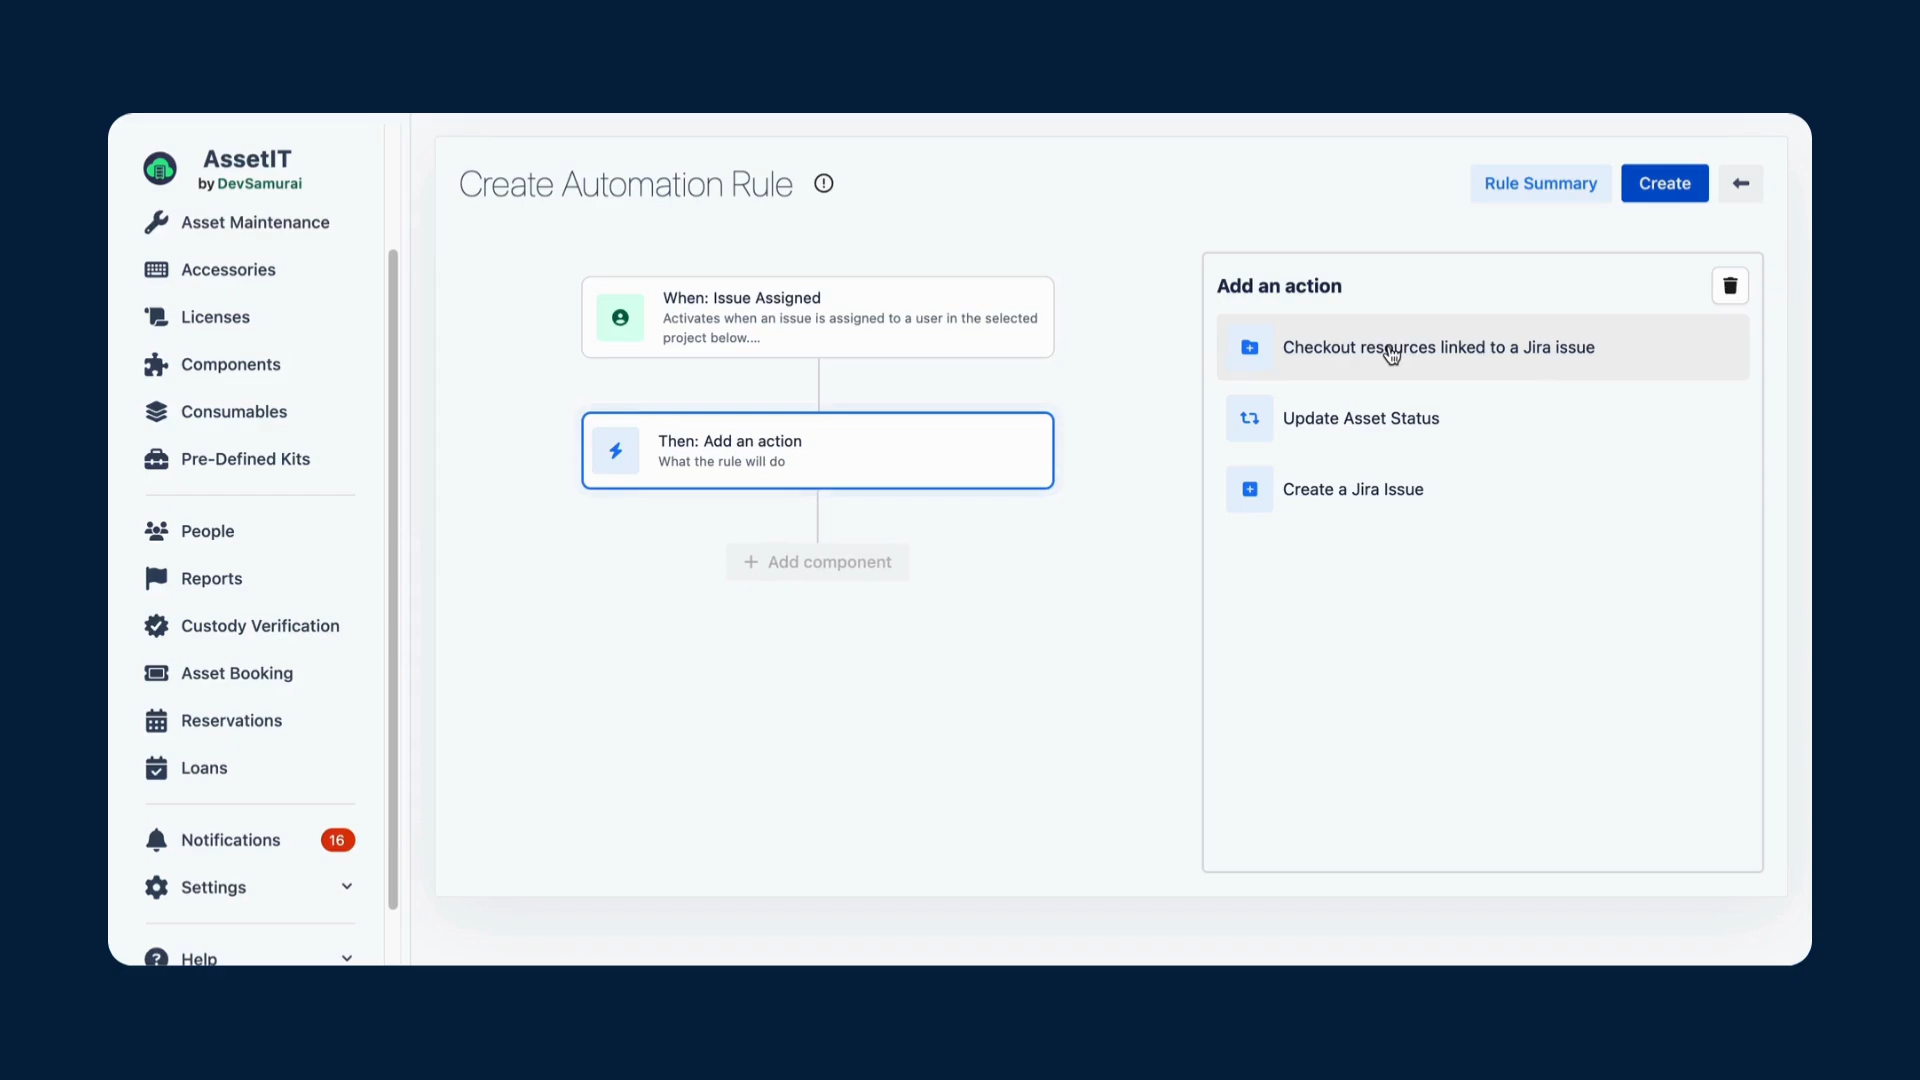 AssetIT
by DevSamurai
Asset Maintenance
Accessories
Licenses
Components
Consumables
Pre-Defined Kits
People
Reports
Custody Verification
Asset Booking
Reservations
Loans
Notifications
16
Settings
Help
Create Automation Rule
Rule Summary
Create
When: Issue Assigned
Activates when an issue is assigned to a user in the selected
project below....
Then: Add an action
What the rule will do
Add component
Add an action
Checkout resources linked to a Jira issue
Update Asset Status
Create a Jira Issue